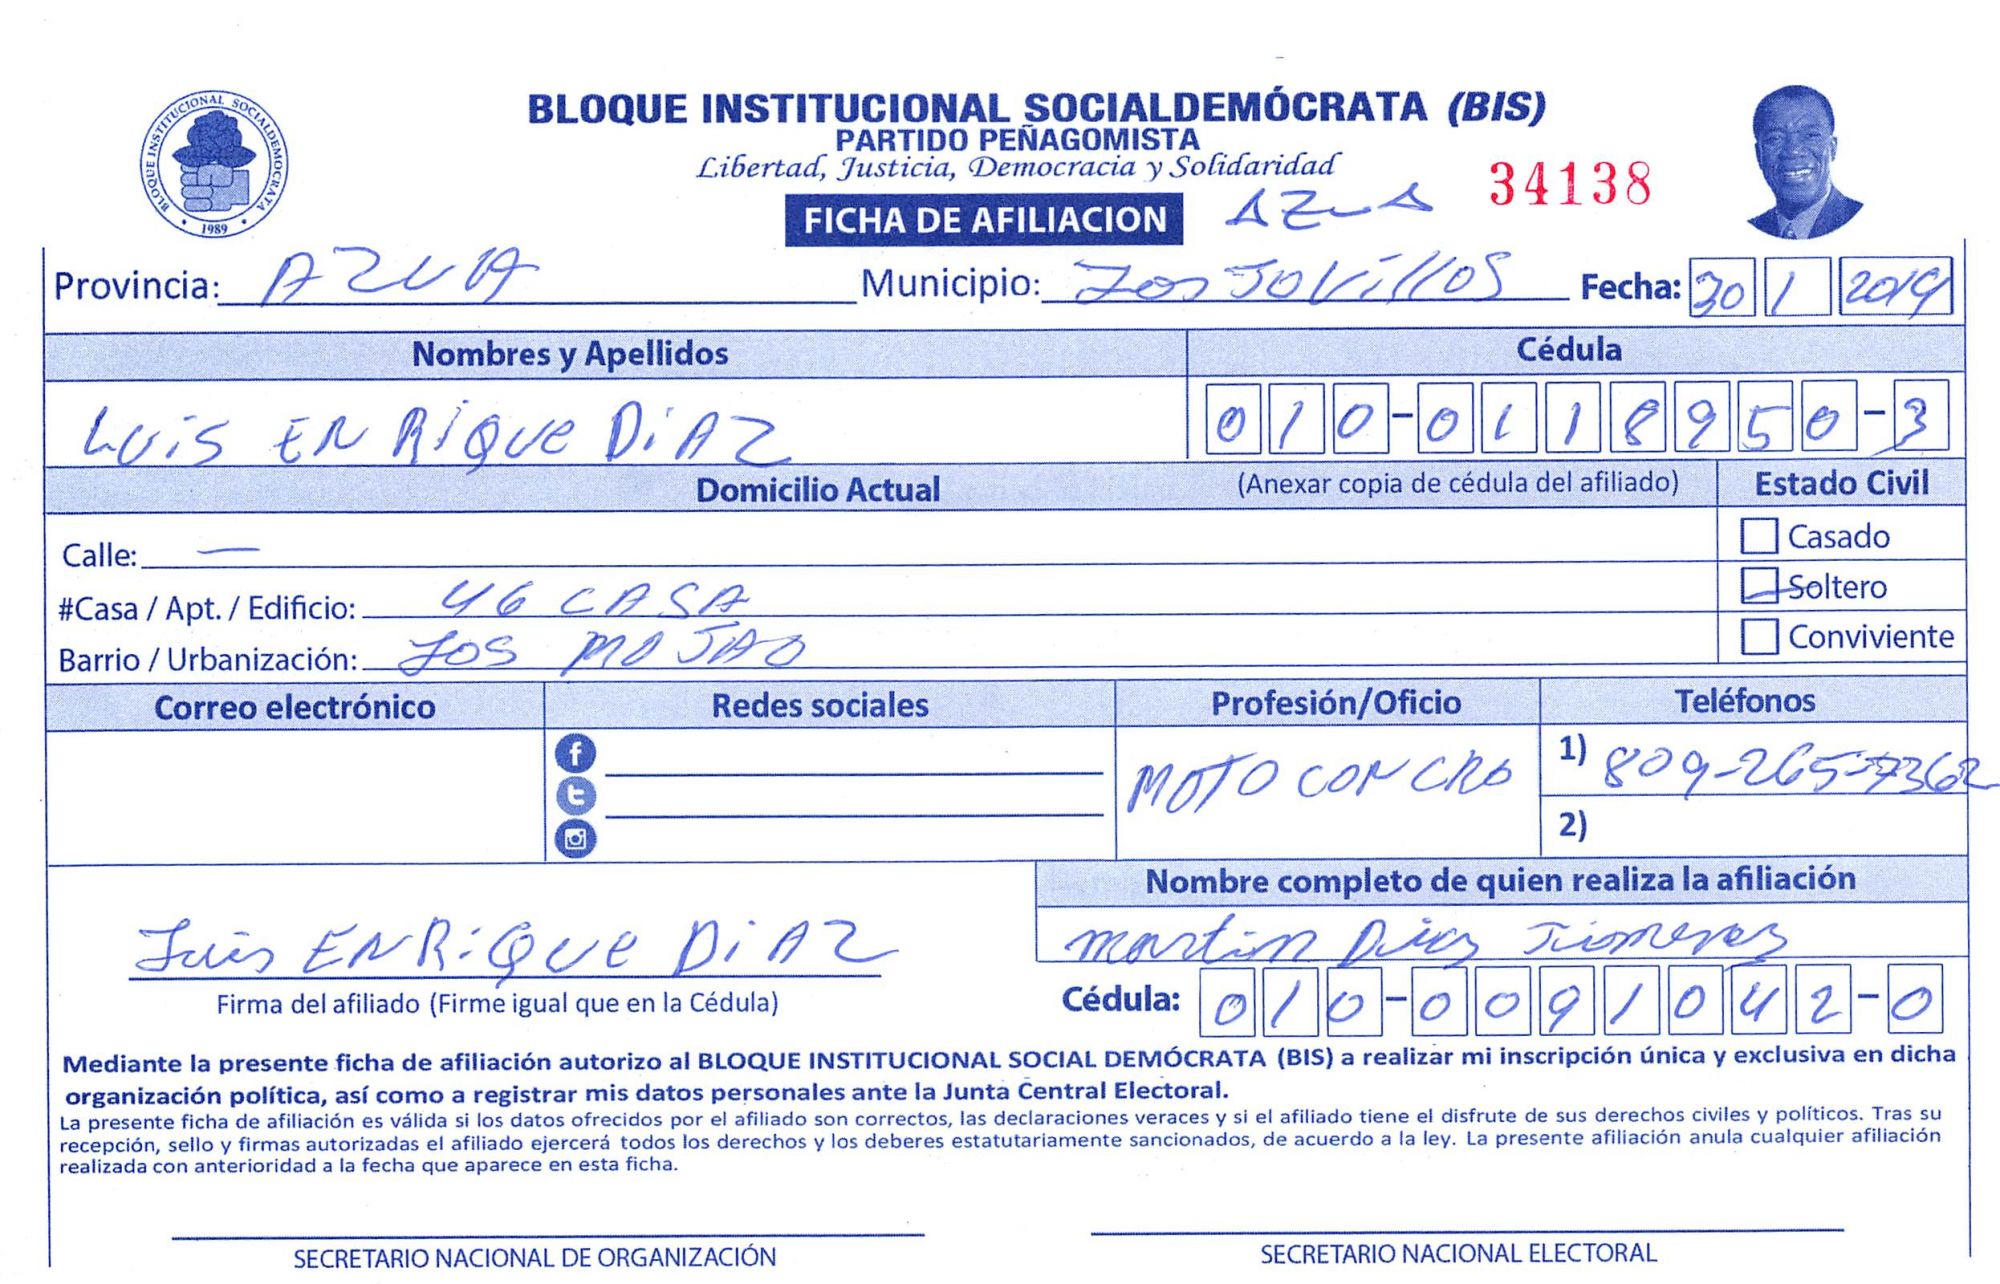 BLOQUE INSTITUCIONAL SOCIALDEMÓCRATA (BIS)
PARTIDO PEÑAGOMISTA
Libertad, Justicia, Democracia y Solidaridad
34138
FICHA DE AFILIACION AZUA
BLOQUE INSTITUCIONAL SOCIALDEMOCRATA
1989
Provincia: AZUA Municipio: Los JOVillOS Fecha: 30 1 2019
Nombres y Apellidos Cédula
LUiS ENRiQUE DiAZ 010-0118950-3
Domicilio Actual (Anexar copia de cédula del afiliado) Estado Civil
Calle: — Casado
#Casa / Apt. / Edificio: 46 CASA Soltero
Barrio / Urbanización: LOS MOJAO Conviviente
Correo electrónico Redes sociales Profesión/Oficio Teléfonos
MOTO CONCHO 1) 809-265-7362
2)
Nombre completo de quien realiza la afiliación
Luis ENRiQUE DiAZ martin Diaz
Firma del afiliado (Firme igual que en la Cédula) Cédula: 010-0091042-0
Mediante la presente ficha de afiliación autorizo al BLOQUE INSTITUCIONAL SOCIAL DEMÓCRATA (BIS) a realizar mi inscripción única y exclusiva en dicha
organización política, así como a registrar mis datos personales ante la Junta Central Electoral.
La presente ficha de afiliación es válida si los datos ofrecidos por el afiliado son correctos, las declaraciones veraces y si el afiliado tiene el disfrute de sus derechos civiles y políticos. Tras su
recepción, sello y firmas autorizadas el afiliado ejercerá todos los derechos y los deberes estatutariamente sancionados, de acuerdo a la ley. La presente afiliación anula cualquier afiliación
realizada con anterioridad a la fecha que aparece en esta ficha.
SECRETARIO NACIONAL DE ORGANIZACIÓN SECRETARIO NACIONAL ELECTORAL